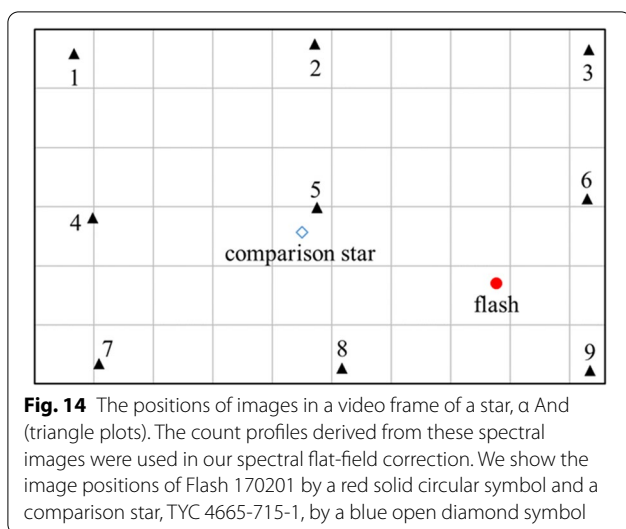 1
2
3
4
5
6
comparison star
flash
7
8
9
Fig. 14 The positions of images in a video frame of a star, α And
(triangle plots). The count profiles derived from these spectral
images were used in our spectral flat-field correction. We show the
image positions of Flash 170201 by a red solid circular symbol and a
comparison star, TYC 4665-715-1, by a blue open diamond symbol